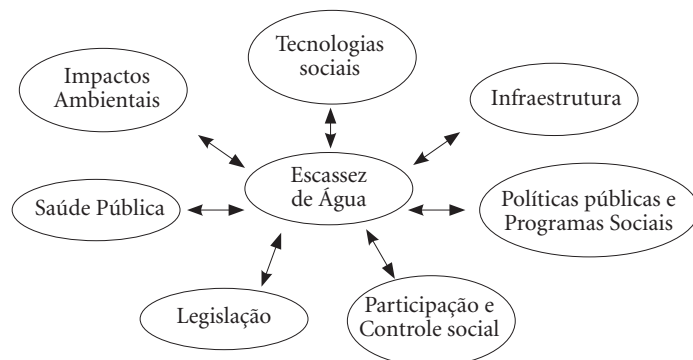 Tecnologias
sociais
Impactos
Ambientais
Infraestrutura
Escassez
de Água
Saúde Pública
Políticas públicas e
Programas Sociais
Legislação
Participação e
Controle social